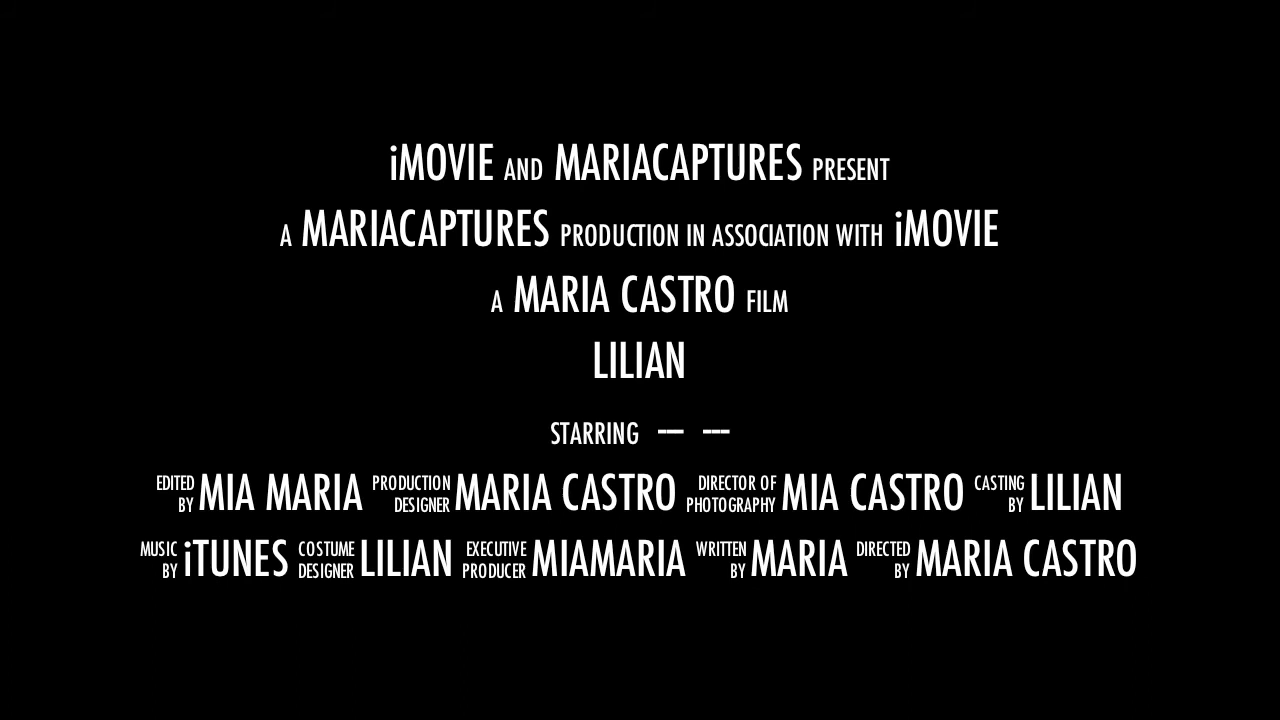 iMOVIE AND MARIACAPTURES PRESENT
A MARIACAPTURES PRODUCTION IN ASSOCIATION WITH iMOVIE
A MARIA CASTRO FILM
LILIAN
STARRING --- ---
EDITED BY MIA MARIA PRODUCTION DESIGNER MARIA CASTRO DIRECTOR OF PHOTOGRAPHY MIA CASTRO CASTING BY LILIAN
MUSIC BY iTUNES COSTUME DESIGNER LILIAN EXECUTIVE PRODUCER MIAMARIA WRITTEN BY MARIA DIRECTED BY MARIA CASTRO